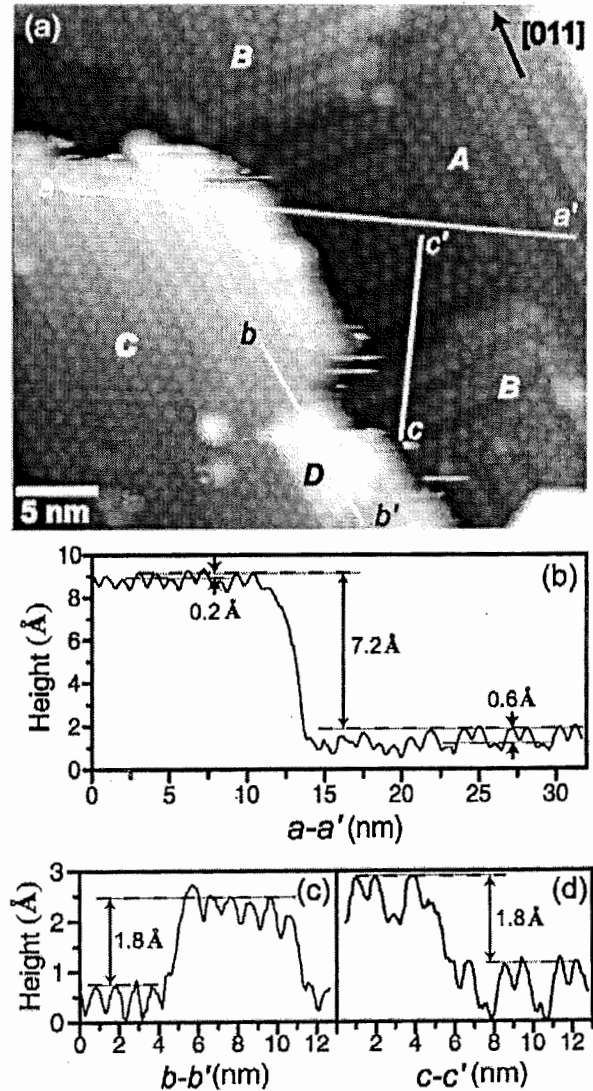 (a)
[011]
B
A
a
a'
c'
C
b
B
c
D
b'
5 nm
(b)
Height (Å)
10
8
6
4
2
0
0.2 Å
7.2 Å
0.6 Å
0 5 10 15 20 25 30
a-a' (nm)
(c)
(d)
Height (Å)
3
2
1
0
1.8 Å
1.8 Å
0 2 4 6 8 10 12
0 2 4 6 8 10 12
b-b' (nm)
c-c' (nm)